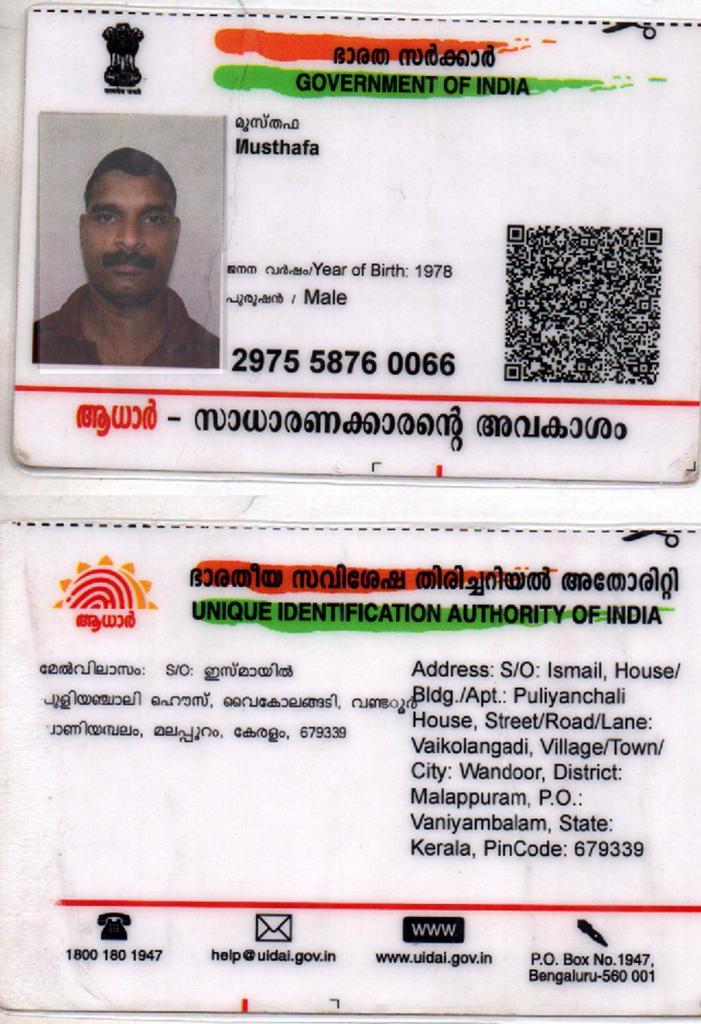 ഭാരത സർക്കാർ
GOVERNMENT OF INDIA
മുസ്തഫ
Musthafa
ജനന വർഷം/Year of Birth: 1978
പുരുഷൻ / Male
2975 5876 0066
ആധാർ - സാധാരണക്കാരന്റെ അവകാശം
ഭാരതീയ സവിശേഷ തിരിച്ചറിയൽ അതോരിറ്റി
ആധാർ
UNIQUE IDENTIFICATION AUTHORITY OF INDIA
മേൽവിലാസം: S/O: ഇസ്മായിൽ
പുളിയഞ്ചാലി ഹൌസ്, വൈകോലങ്ങടി, വണ്ടൂർ
വാണിയമ്പലം, മലപ്പുറം, കേരളം, 679339
Address: S/O: Ismail, House/
Bldg./Apt.: Puliyanchali
House, Street/Road/Lane:
Vaikolangadi, Village/Town/
City: Wandoor, District:
Malappuram, P.O.:
Vaniyambalam, State:
Kerala, PinCode: 679339
WWW
1800 180 1947
help@uidai.gov.in
www.uidai.gov.in
P.O. Box No.1947,
Bengaluru-560 001